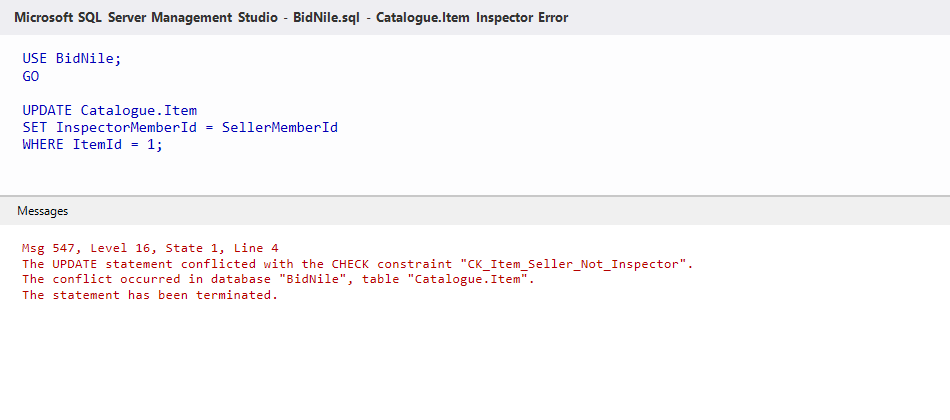 Microsoft SQL Server Management Studio - BidNile.sql - Catalogue.Item Inspector Error
USE BidNile;
GO
UPDATE Catalogue.Item
SET InspectorMemberId = SellerMemberId
WHERE ItemId = 1;
Messages
Msg 547, Level 16, State 1, Line 4
The UPDATE statement conflicted with the CHECK constraint "CK_Item_Seller_Not_Inspector".
The conflict occurred in database "BidNile", table "Catalogue.Item".
The statement has been terminated.